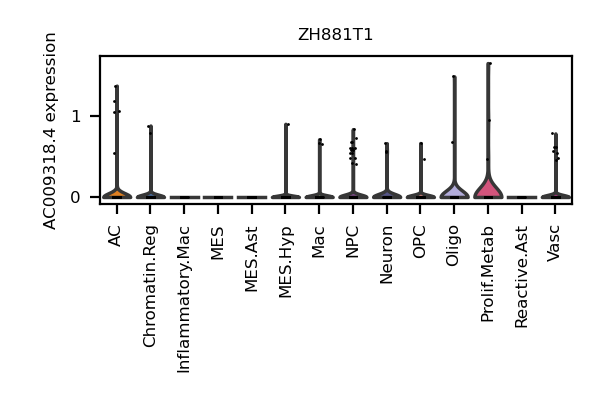 ZH881T1
AC009318.4 expression
1
0
AC
Chromatin.Reg
Inflammatory.Mac
MES
MES.Ast
MES.Hyp
Mac
NPC
Neuron
OPC
Oligo
Prolif.Metab
Reactive.Ast
Vasc